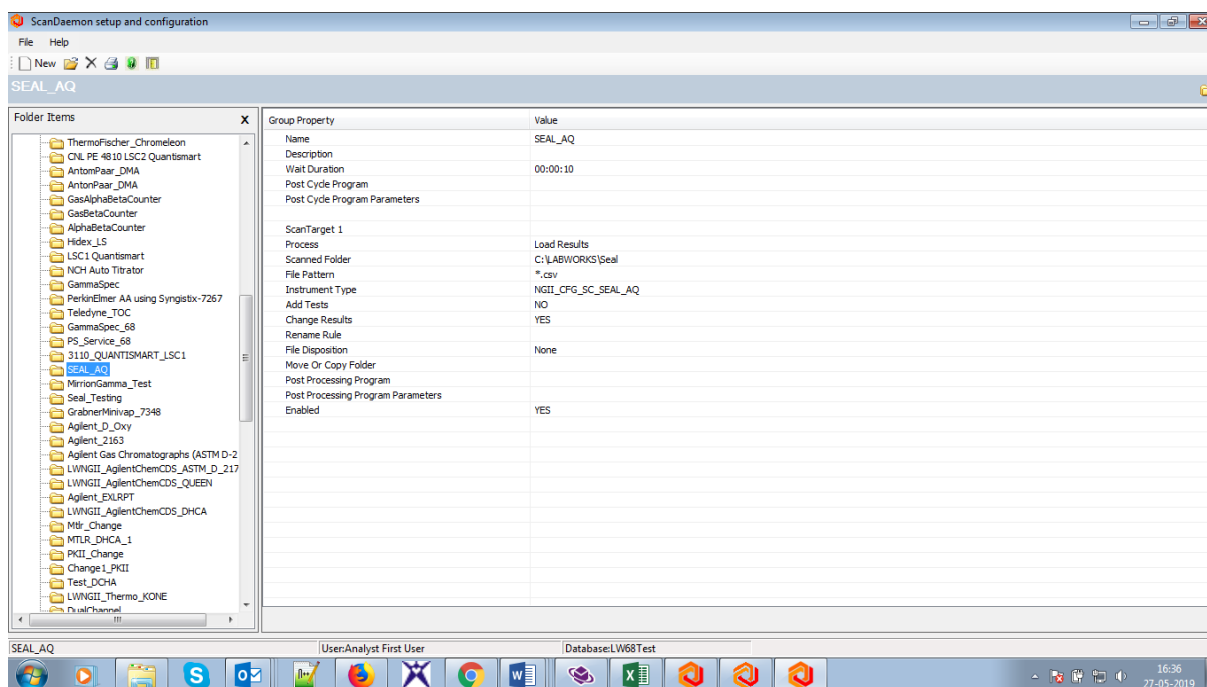 ScanDaemon setup and configuration
File Help
New
SEAL_AQ
Folder Items x
ThermoFischer_Chromeleon
CNL PE 4810 LSC2 Quantismart
AntomPaar_DMA
AntonPaar_DMA
GasAlphaBetaCounter
GasBetaCounter
AlphaBetaCounter
Hidex_LS
LSC1 Quantismart
NCH Auto Titrator
GammaSpec
PerkinElmer AA using Syngistix-7267
Teledyne_TOC
GammaSpec_68
PS_Service_68
3110_QUANTISMART_LSC1
SEAL_AQ
MirrionGamma_Test
Seal_Testing
GrabnerMinivap_7348
Agilent_D_Oxy
Agilent_2163
Agilent Gas Chromatographs (ASTM D-2
LWNGII_AgilentChemCDS_ASTM_D_217
LWNGII_AgilentChemCDS_QUEEN
Agilent_EXLRPT
LWNGII_AgilentChemCDS_DHCA
Mtlr_Change
MTLR_DHCA_1
PKII_Change
Change1_PKII
Test_DCHA
LWNGII_Thermo_KONE
DualChannel
Group Property Value
Name SEAL_AQ
Description
Wait Duration 00:00:10
Post Cycle Program
Post Cycle Program Parameters
ScanTarget 1
Process Load Results
Scanned Folder C:\LABWORKS\Seal
File Pattern *.csv
Instrument Type NGII_CFG_SC_SEAL_AQ
Add Tests NO
Change Results YES
Rename Rule
File Disposition None
Move Or Copy Folder
Post Processing Program
Post Processing Program Parameters
Enabled YES
SEAL_AQ User:Analyst First User Database:LW68Test
16:36
27-05-2019